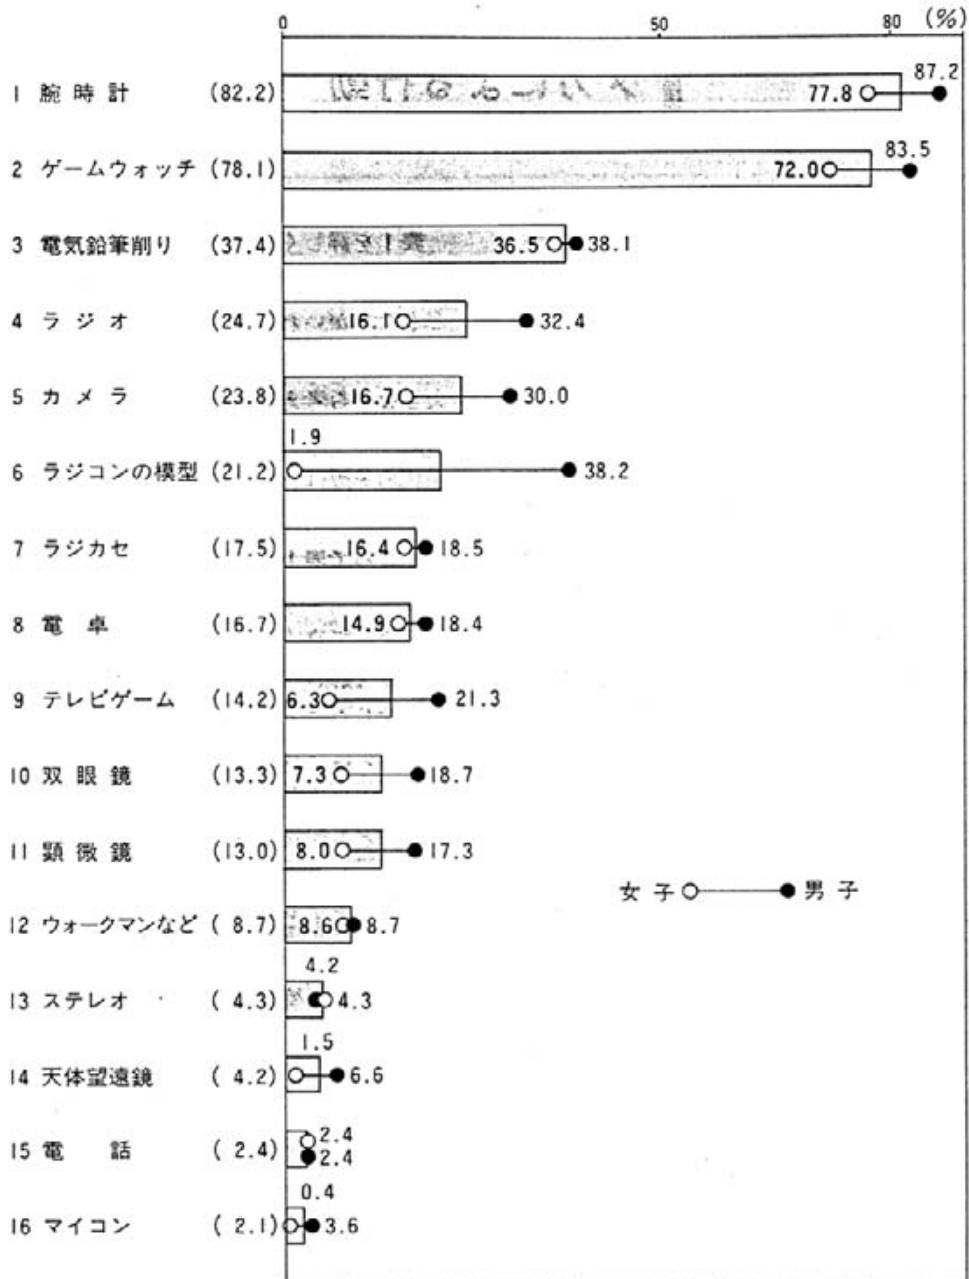 0 50 80 (%)
1 腕時計 (82.2) 77.8 87.2
2 ゲームウォッチ (78.1) 72.0 83.5
3 電気鉛筆削り (37.4) 36.5 38.1
4 ラジオ (24.7) 16.1 32.4
5 カメラ (23.8) 16.7 30.0
6 ラジコンの模型 (21.2) 1.9 38.2
7 ラジカセ (17.5) 16.4 18.5
8 電卓 (16.7) 14.9 18.4
9 テレビゲーム (14.2) 6.3 21.3
10 双眼鏡 (13.3) 7.3 18.7
11 顕微鏡 (13.0) 8.0 17.3
女子 男子
12 ウォークマンなど (8.7) 8.6 8.7
13 ステレオ (4.3) 4.2 4.3
14 天体望遠鏡 (4.2) 1.5 6.6
15 電話 (2.4) 2.4 2.4
16 マイコン (2.1) 0.4 3.6